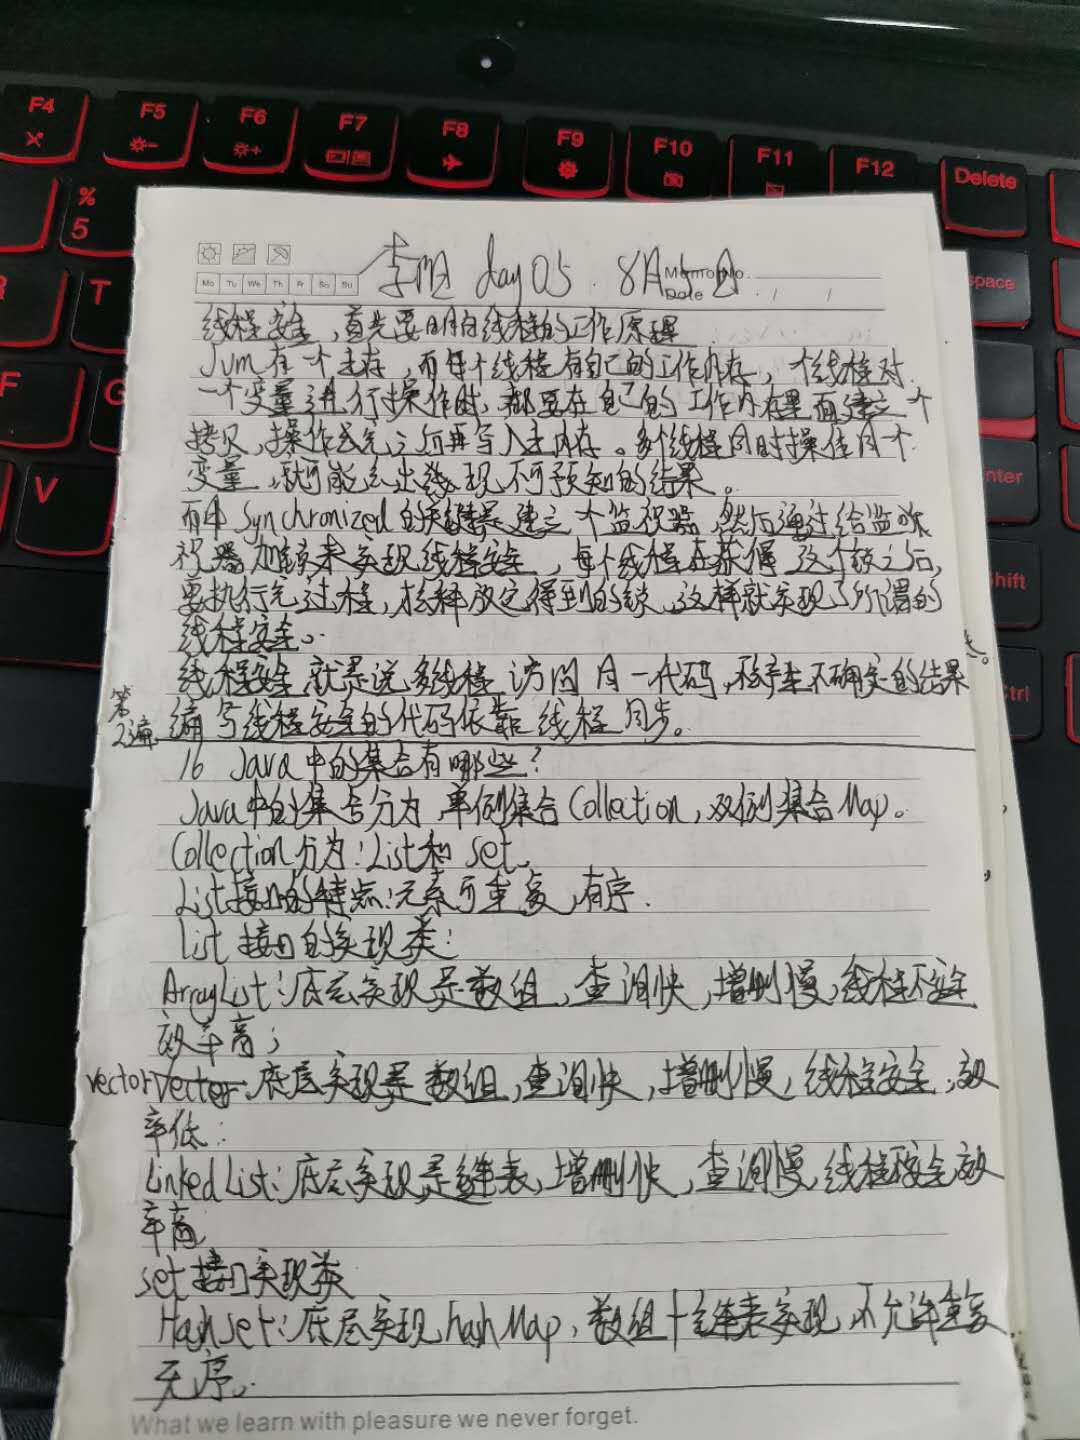 F4 F5 F6 F7 F8 F9 F10 F11 F12 Delete
%
5
space
R T
F G
V
nter
hift
Ctrl
李 day05 8月5日
Memo No.
Date / /
Mo Tu We Th Fr Sa Su
线程安全,首先要明白线程的工作原理
Jvm有一个主存,而每个线程有自己的工作内存,一个线程对
一个变量进行操作时,都要在自己的工作内存里面建立一个
拷贝,操作完之后再写入主内存。多个线程同时操作同一个
变量,就可能会出现不可预知的结果。
而用Synchronized的关键是建立一个监视器,然后通过给监
视器加锁来实现线程安全,每个线程在获得这个锁之后,
要执行完过程,释放它得到的锁,这样就实现了所谓的
线程安全。
线程安全就是说多线程访问同一代码,不会产生不确定的结果
第
2遍
编写线程安全的代码依靠线程同步。
16 Java中的集合有哪些?
Java中的集合分为单例集合Collection,双例集合Map。
Collection分为:List和set。
List接口的特点:元素可重复,有序.
list接口的实现类:
ArrayList:底层实现是数组,查询快,增删慢,线程不安全
效率高;
vector Vector:底层实现是数组,查询快,增删慢,线程安全,效
率低:
LinkedList:底层实现是链表,增删快,查询慢,线程不安全,效
率高
set接口实现类
Hashset:底层实现hashMap,数组+链表实现,不允许重复
无序。
What we learn with pleasure we never forget.